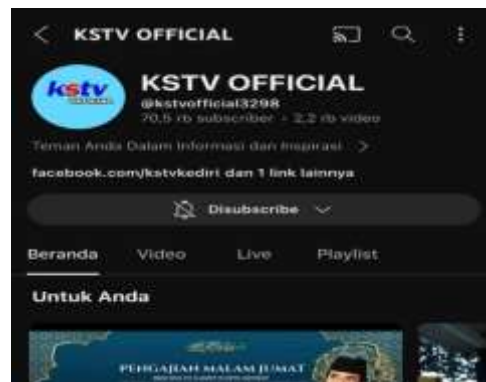 KSTV OFFICIAL
kstv
KSTV OFFICIAL
@kstvofficial3298
70,5 rb subscriber • 2,2 rb video
Teman Anda Dalam Informasi dan Inspirasi >
facebook.com/kstvkediri dan 1 link lainnya
Disubscribe
Beranda Video Live Playlist
Untuk Anda
PENGAJIAN MALAM JUMAT